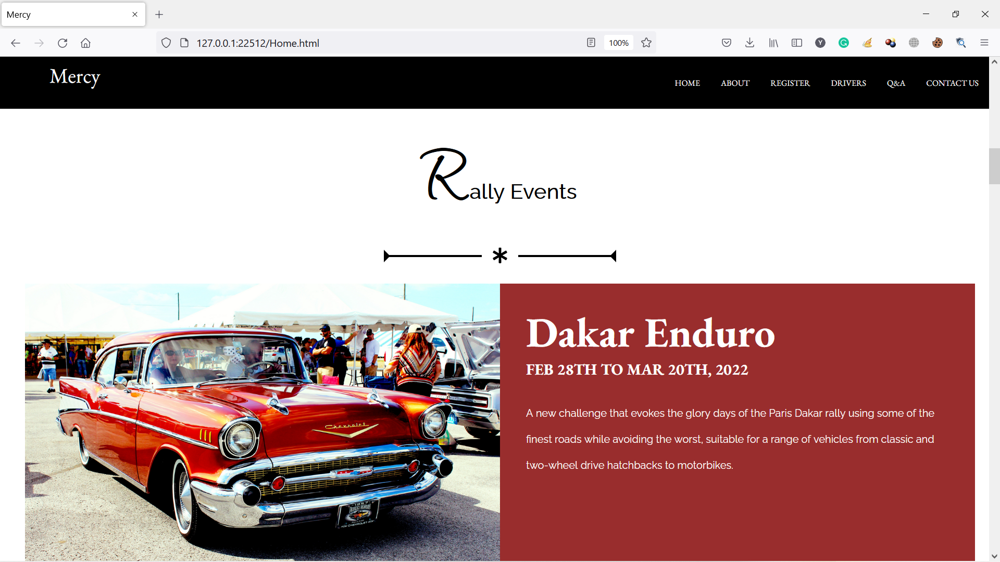 Mercy
127.0.0.1:22512/Home.html
100%
Y
G
Mercy
HOME ABOUT REGISTER DRIVERS Q&A CONTACT US
Rally Events
Chevrolet
Dakar Enduro
FEB 28TH TO MAR 20TH, 2022
A new challenge that evokes the glory days of the Paris Dakar rally using some of the
finest roads while avoiding the worst, suitable for a range of vehicles from classic and
two-wheel drive hatchbacks to motorbikes.
1957
CHEVROLET